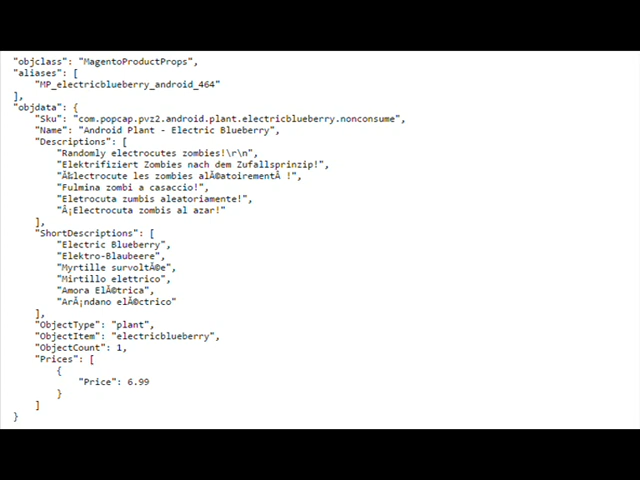 "objclass": "MagentoProductProps",
"aliases": [
"MP_electricblueberry_android_464"
],
"objdata": {
"Sku": "com.popcap.pvz2.android.plant.electricblueberry.nonconsume",
"Name": "Android Plant - Electric Blueberry",
"Descriptions": [
"Randomly electrocutes zombies!\r\n",
"Elektrifiziert Zombies nach dem Zufallsprinzip!",
"Ã‰lectrocute les zombies alÃ©atoirementÂ !",
"Fulmina zombi a casaccio!",
"Eletrocuta zumbis aleatoriamente!",
"Â¡Electrocuta zombis al azar!"
],
"ShortDescriptions": [
"Electric Blueberry",
"Elektro-Blaubeere",
"Myrtille survoltÃ©e",
"Mirtillo elettrico",
"Amora ElÃ©trica",
"ArÃ¡ndano elÃ©ctrico"
],
"ObjectType": "plant",
"ObjectItem": "electricblueberry",
"ObjectCount": 1,
"Prices": [
{
"Price": 6.99
}
]
}